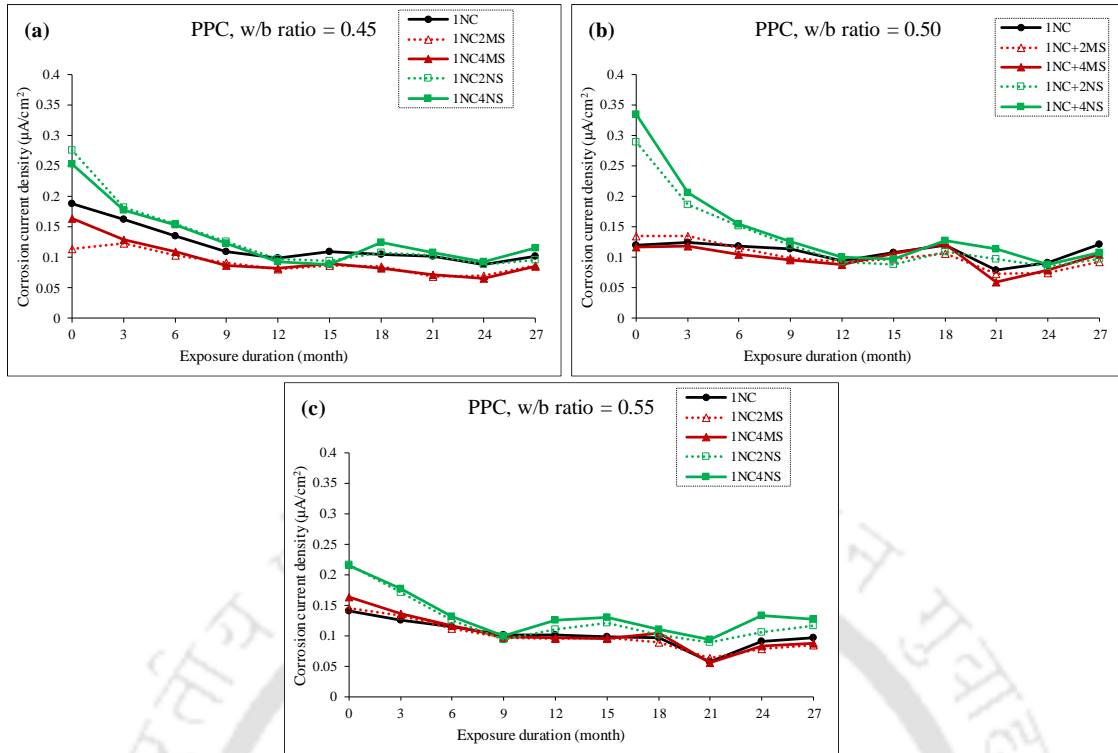 (a) PPC, w/b ratio = 0.45
1NC
1NC2MS
1NC4MS
1NC2NS
1NC4NS
Corrosion current density (µA/cm²)
0.4
0.35
0.3
0.25
0.2
0.15
0.1
0.05
0
0 3 6 9 12 15 18 21 24 27
Exposure duration (month)
(b) PPC, w/b ratio = 0.50
1NC
1NC+2MS
1NC+4MS
1NC+2NS
1NC+4NS
Corrosion current density (µA/cm²)
0.4
0.35
0.3
0.25
0.2
0.15
0.1
0.05
0
0 3 6 9 12 15 18 21 24 27
Exposure duration (month)
(c) PPC, w/b ratio = 0.55
1NC
1NC2MS
1NC4MS
1NC2NS
1NC4NS
Corrosion current density (µA/cm²)
0.4
0.35
0.3
0.25
0.2
0.15
0.1
0.05
0
0 3 6 9 12 15 18 21 24 27
Exposure duration (month)